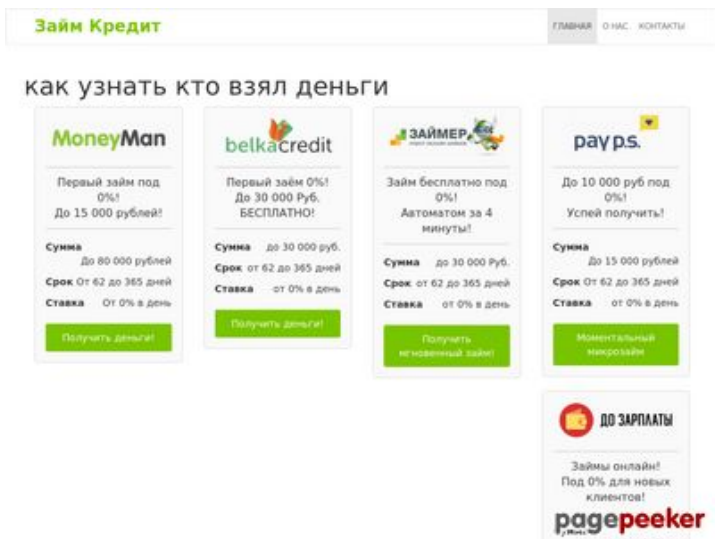 Займ Кредит
ГЛАВНАЯ О НАС КОНТАКТЫ
как узнать кто взял деньги
MoneyMan
Первый займ под
0%!
До 15 000 рублей!
Сумма
До 80 000 рублей
Срок От 62 до 365 дней
Ставка От 0% в день
Получить деньги!
belkacredit
Первый заём 0%!
До 30 000 Руб.
БЕСПЛАТНО!
Сумма до 30 000 руб.
Срок от 62 до 365 дней
Ставка от 0% в день
Получить деньги!
ЗАЙМЕР
Займ бесплатно под
0%!
Автоматом за 4
минуты!
Сумма до 30 000 Руб.
Срок от 62 до 365 дней
Ставка от 0% в день
Получить
мгновенный займ!
pay p.s.
До 10 000 руб под
0%!
Успей получить!
Сумма
До 15 000 рублей
Срок От 62 до 365 дней
Ставка от 0% в день
Моментальный
микрозайм
ДО ЗАРПЛАТЫ
Займы онлайн!
Под 0% для новых
клиентов!
pagepeeker